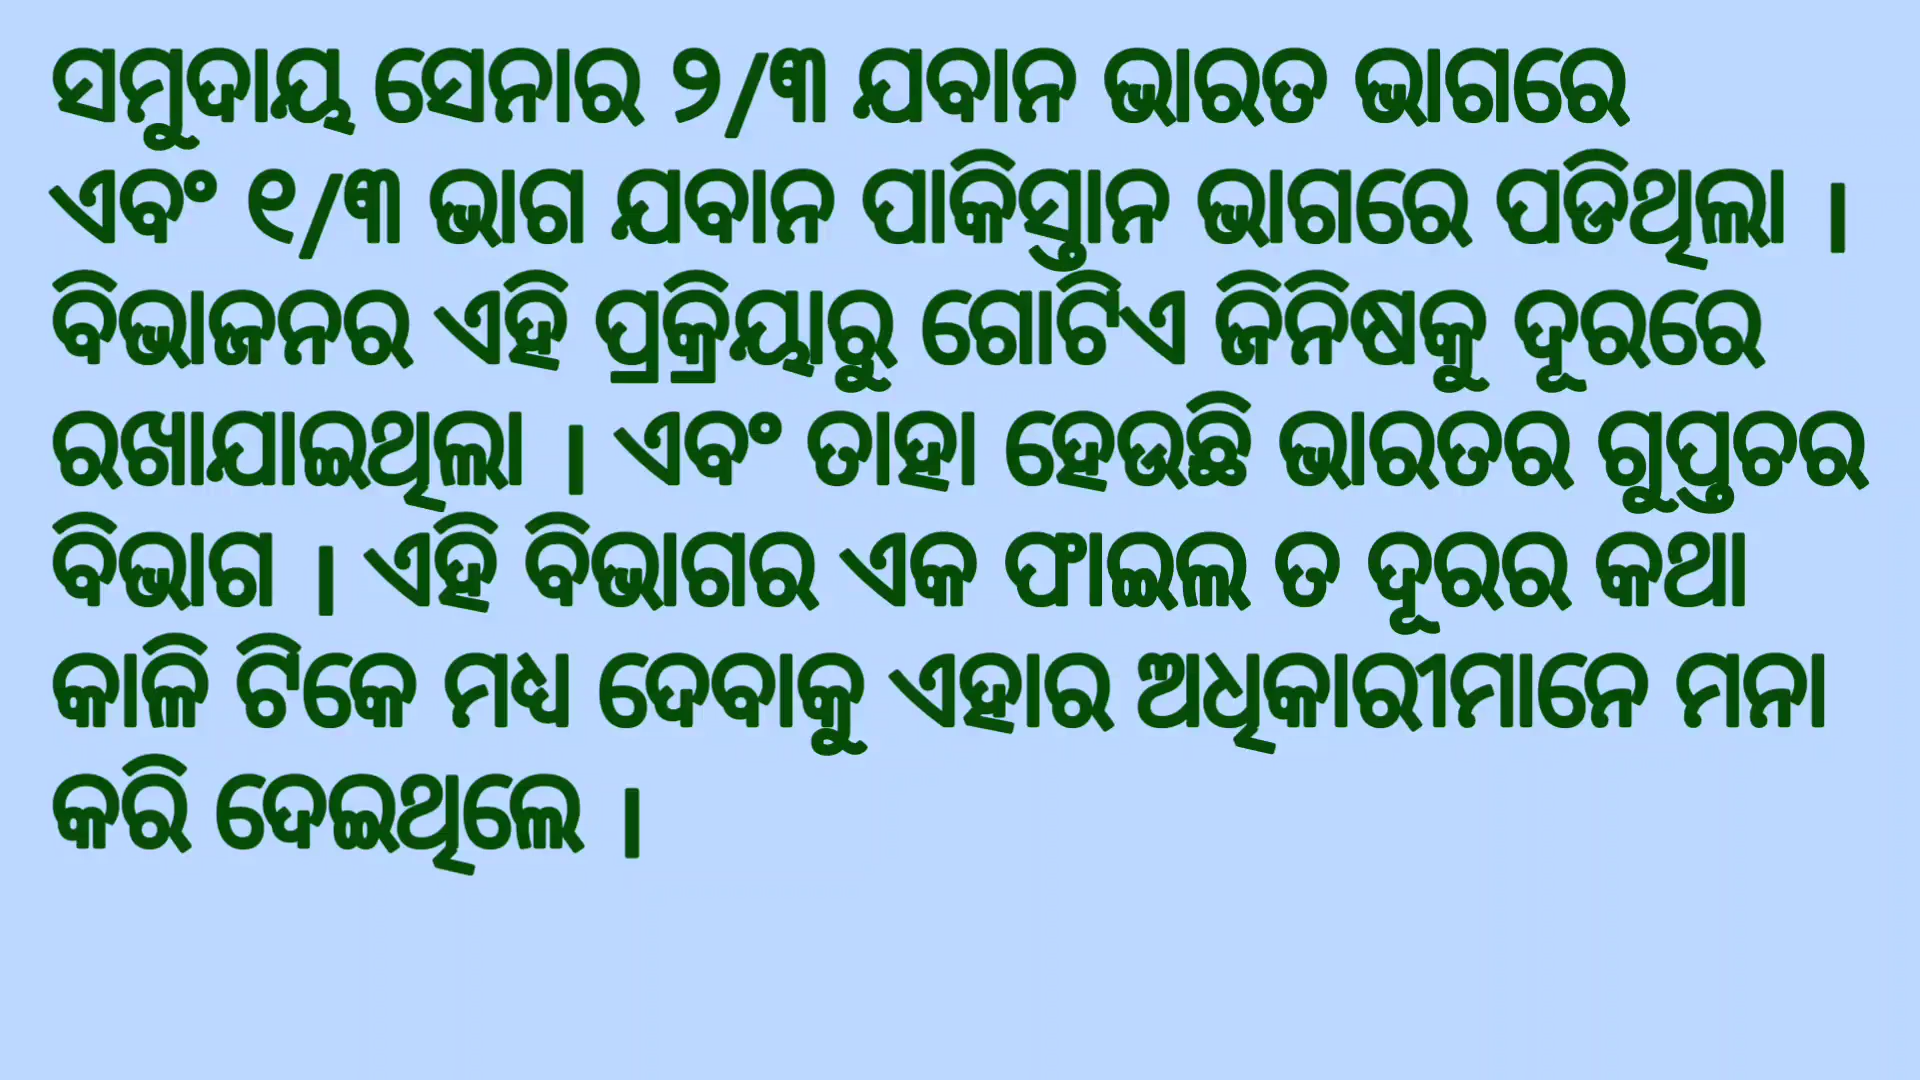 ସମୁଦାୟ ସେନାର ୨/୩ ଯବାନ ଭାରତ ଭାଗରେ
ଏବଂ ୧/୩ ଭାଗ ଯବାନ ପାକିସ୍ତାନ ଭାଗରେ ପଡିଥିଲା ।
ବିଭାଜନର ଏହି ପ୍ରକ୍ରିୟାରୁ ଗୋଟିଏ ଜିନିଷକୁ ଦୂରରେ
ରଖାଯାଇଥିଲା । ଏବଂ ତାହା ହେଉଛି ଭାରତର ଗୁପ୍ତଚର
ବିଭାଗ । ଏହି ବିଭାଗର ଏକ ଫାଇଲ ତ ଦୂରର କଥା
କାଳି ଟିକେ ମଧ୍ୟ ଦେବାକୁ ଏହାର ଅଧିକାରୀମାନେ ମନା
କରି ଦେଇଥିଲେ ।